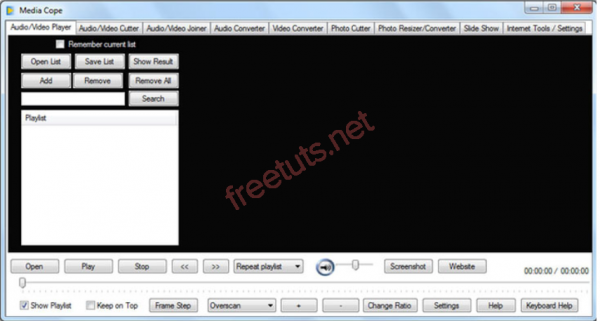 Media Cope
Audio/Video Player Audio/Video Cutter Audio/Video Joiner Audio Converter Video Converter Photo Cutter Photo Resizer/Converter Slide Show Internet Tools / Settings
Remember current list
Open List Save List Show Result
Add Remove Remove All
Search
Playlist
freetuts.net
Open Play Stop << >> Repeat playlist Screenshot Website 00:00:00 / 00:00:00
Show Playlist Keep on Top Frame Step Overscan + - Change Ratio Settings Help Keyboard Help